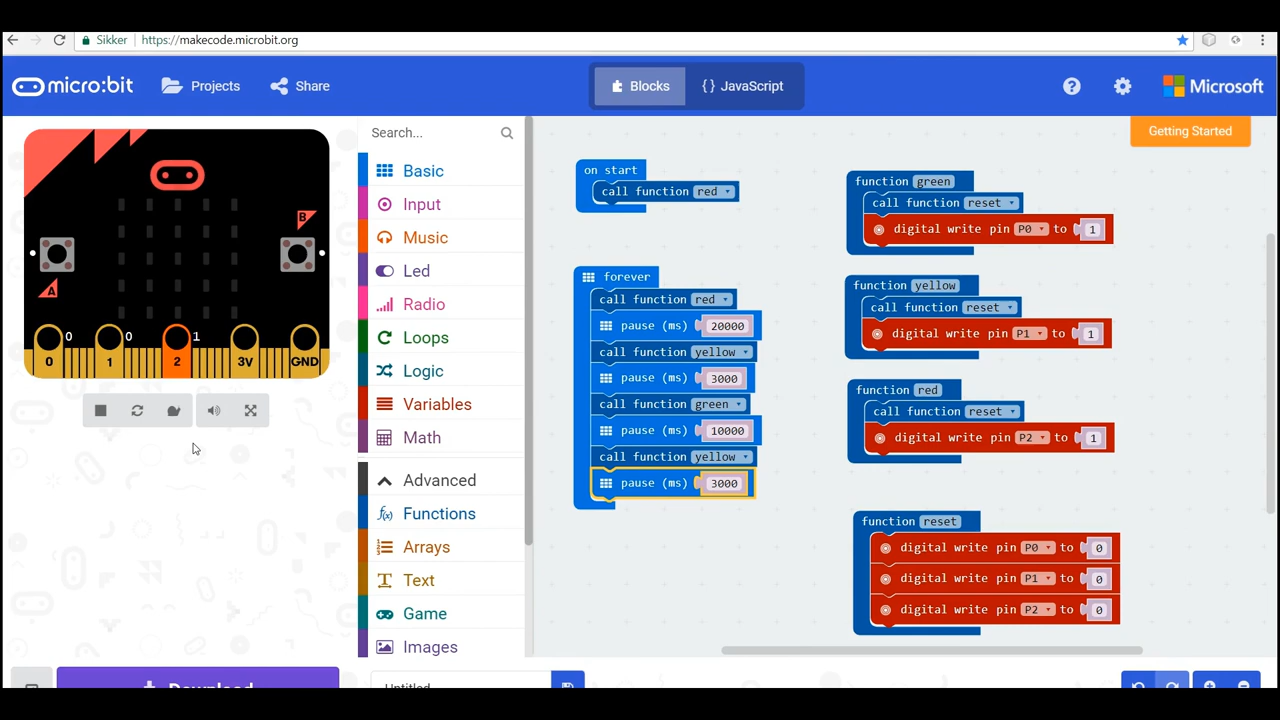 Sikker https://makecode.microbit.org
micro:bit Projects Share Blocks {} JavaScript Microsoft
Getting Started
B
A
0 0 1
0 1 2 3V GND
Search...
Basic
Input
Music
Led
Radio
Loops
Logic
Variables
Math
Advanced
Functions
Arrays
Text
Game
Images
Download
Untitled
on start
call function red
forever
call function red
pause (ms) 20000
call function yellow
pause (ms) 3000
call function green
pause (ms) 10000
call function yellow
pause (ms) 3000
function green
call function reset
digital write pin P0 to 1
function yellow
call function reset
digital write pin P1 to 1
function red
call function reset
digital write pin P2 to 1
function reset
digital write pin P0 to 0
digital write pin P1 to 0
digital write pin P2 to 0